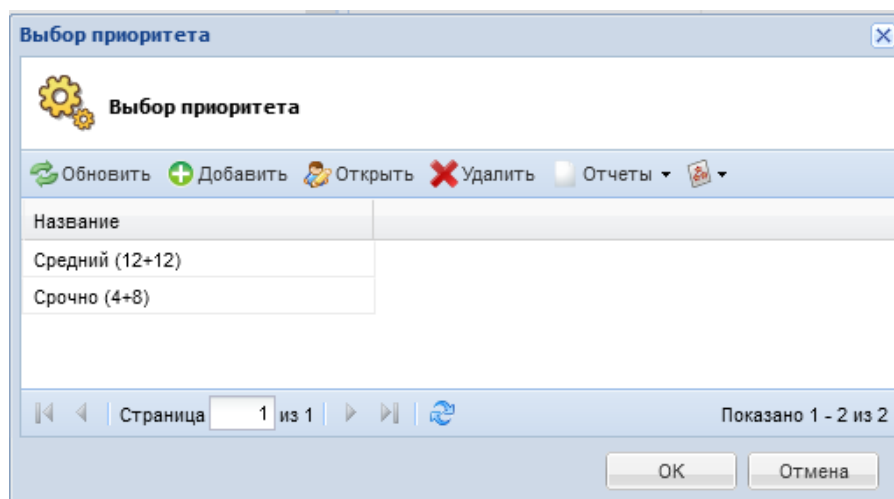 Выбор приоритета
Выбор приоритета
Обновить Добавить Открыть Удалить Отчеты
Название
Средний (12+12)
Срочно (4+8)
Страница 1 из 1 Показано 1 - 2 из 2
ОК Отмена